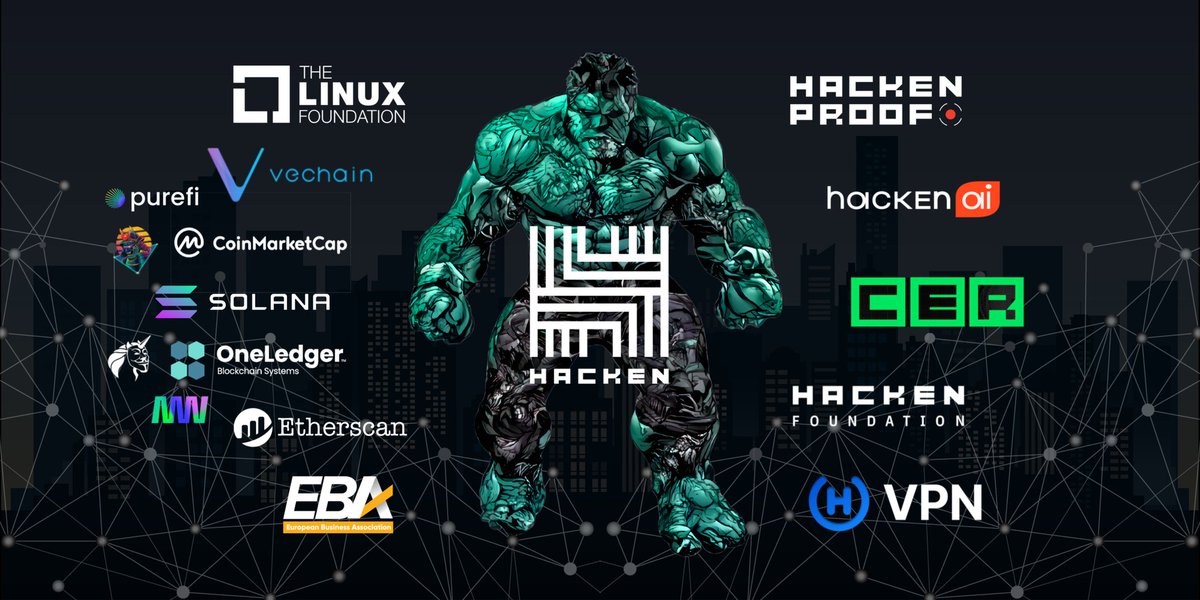 THE
LINUX
FOUNDATION
vechain
purefi
CoinMarketCap
SOLANA
OneLedger
Blockchain Systems
Etherscan
EBA
European Business Association
HACKEN
HACKEN
PROOF
hacken ai
CER
HACKEN
FOUNDATION
H VPN